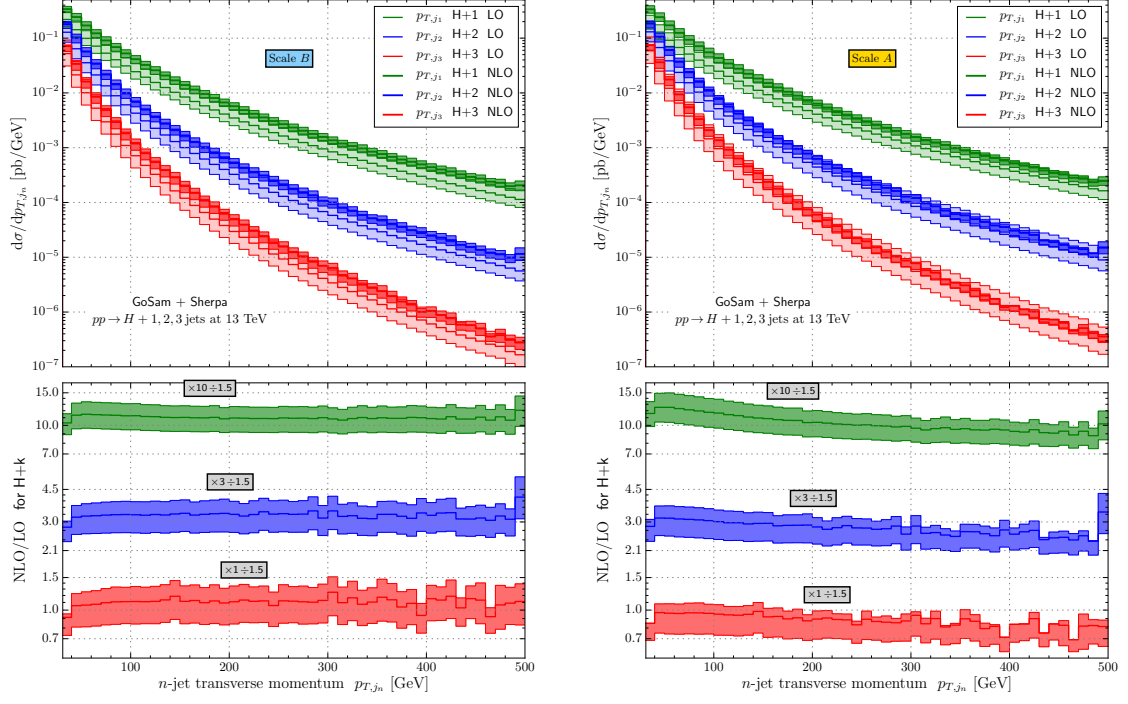 dσ/dp_{T,j_n} [pb/GeV]
10^{-1}
10^{-2}
10^{-3}
10^{-4}
10^{-5}
10^{-6}
10^{-7}
Scale B
p_{T,j_1} H+1 LO
p_{T,j_2} H+2 LO
p_{T,j_3} H+3 LO
p_{T,j_1} H+1 NLO
p_{T,j_2} H+2 NLO
p_{T,j_3} H+3 NLO
GoSam + Sherpa
pp → H + 1, 2, 3 jets at 13 TeV
NLO/LO for H+k
15.0
10.0
7.0
4.5
3.0
2.1
1.5
1.0
0.7
×10÷1.5
×3÷1.5
×1÷1.5
100 200 300 400 500
n-jet transverse momentum p_{T,j_n} [GeV]
dσ/dp_{T,j_n} [pb/GeV]
10^{-1}
10^{-2}
10^{-3}
10^{-4}
10^{-5}
10^{-6}
10^{-7}
Scale A
p_{T,j_1} H+1 LO
p_{T,j_2} H+2 LO
p_{T,j_3} H+3 LO
p_{T,j_1} H+1 NLO
p_{T,j_2} H+2 NLO
p_{T,j_3} H+3 NLO
GoSam + Sherpa
pp → H + 1, 2, 3 jets at 13 TeV
NLO/LO for H+k
15.0
10.0
7.0
4.5
3.0
2.1
1.5
1.0
0.7
×10÷1.5
×3÷1.5
×1÷1.5
100 200 300 400 500
n-jet transverse momentum p_{T,j_n} [GeV]